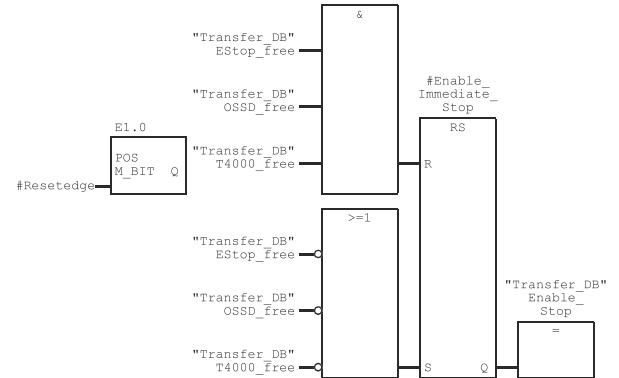 &
"Transfer_DB"
EStop_free
"Transfer_DB"
OSSD_free
"Transfer_DB"
T4000_free
#Enable_
Immediate_
Stop
RS
R
E1.0
POS
M_BIT Q
#Resetedge
>=1
"Transfer_DB"
EStop_free
"Transfer_DB"
OSSD_free
"Transfer_DB"
T4000_free
S Q
"Transfer_DB"
Enable_
Stop
=